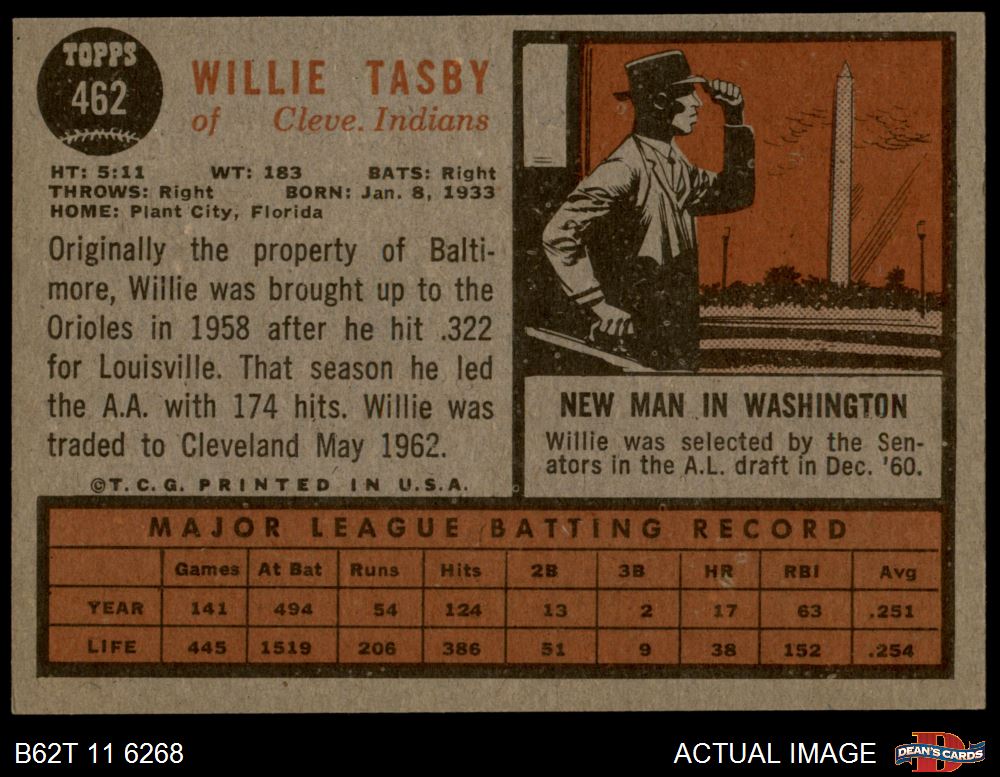 TOPPS
462
WILLIE TASBY
of Cleve. Indians
HT: 5:11 WT: 183 BATS: Right
THROWS: Right BORN: Jan. 8, 1933
HOME: Plant City, Florida
Originally the property of Balti-
more, Willie was brought up to the
Orioles in 1958 after he hit .322
for Louisville. That season he led
the A.A. with 174 hits. Willie was
traded to Cleveland May 1962.
©T.C.G. PRINTED IN U.S.A.
NEW MAN IN WASHINGTON
Willie was selected by the Sen-
ators in the A.L. draft in Dec. '60.
MAJOR LEAGUE BATTING RECORD
Games At Bat Runs Hits 2B 3B HR RBI Avg
YEAR 141 494 54 124 13 2 17 63 .251
LIFE 445 1519 206 386 51 9 38 152 .254
B62T 11 6268
ACTUAL IMAGE
D
DEAN'S CARDS